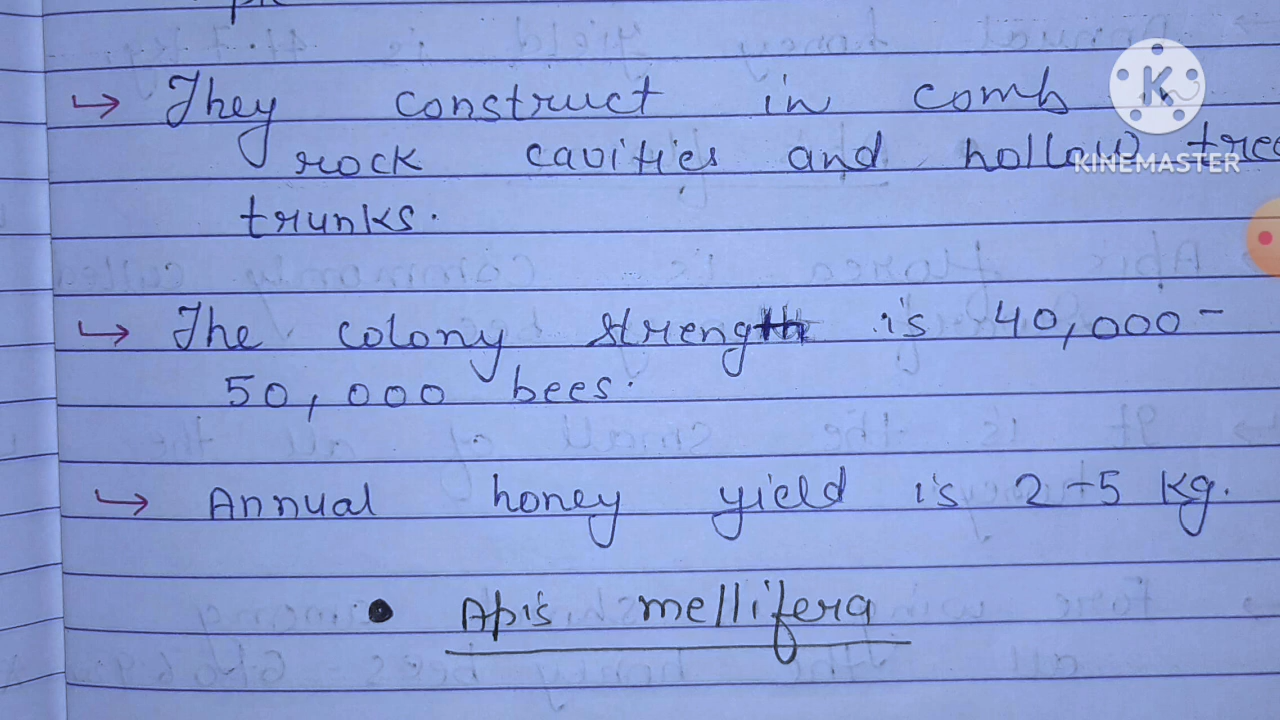 → They construct in comb in
rock cavities and hollow tree
trunks.
→ The colony strength is 40,000-
50,000 bees.
→ Annual honey yield is 2-5 kg.
• Apis mellifera
K
KINEMASTER